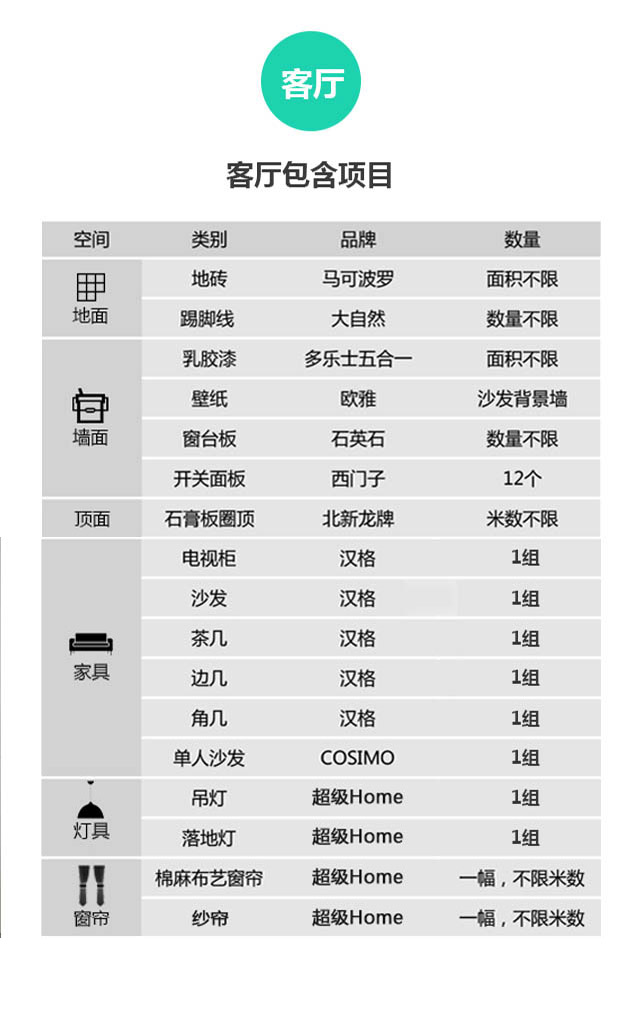 客厅
客厅包含项目
空间 类别 品牌 数量
地面 地砖 马可波罗 面积不限
踢脚线 大自然 数量不限
墙面 乳胶漆 多乐士五合一 面积不限
壁纸 欧雅 沙发背景墙
窗台板 石英石 数量不限
开关面板 西门子 12个
顶面 石膏板圈顶 北新龙牌 米数不限
家具 电视柜 汉格 1组
沙发 汉格 1组
茶几 汉格 1组
边几 汉格 1组
角几 汉格 1组
单人沙发 COSIMO 1组
灯具 吊灯 超级Home 1组
落地灯 超级Home 1组
窗帘 棉麻布艺窗帘 超级Home 一幅，不限米数
纱帘 超级Home 一幅，不限米数